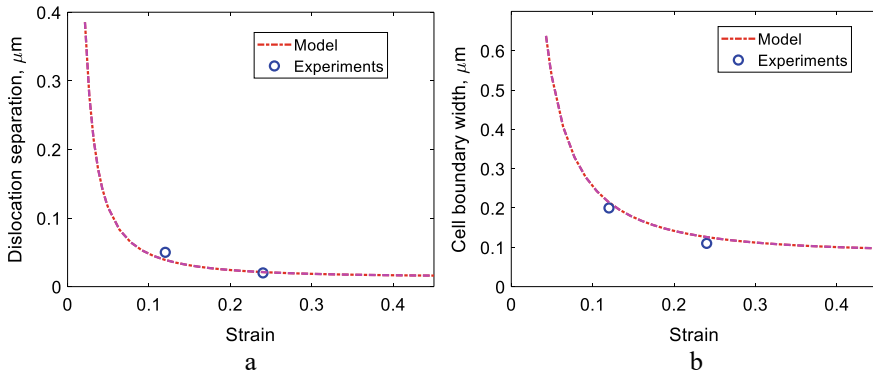 Dislocation separation, μm
0.4
0.3
0.2
0.1
0
Model
Experiments
0
0.1
0.2
0.3
0.4
Strain
a
Cell boundary width, μm
0.6
0.5
0.4
0.3
0.2
0.1
0
Model
Experiments
0
0.1
0.2
0.3
0.4
Strain
b